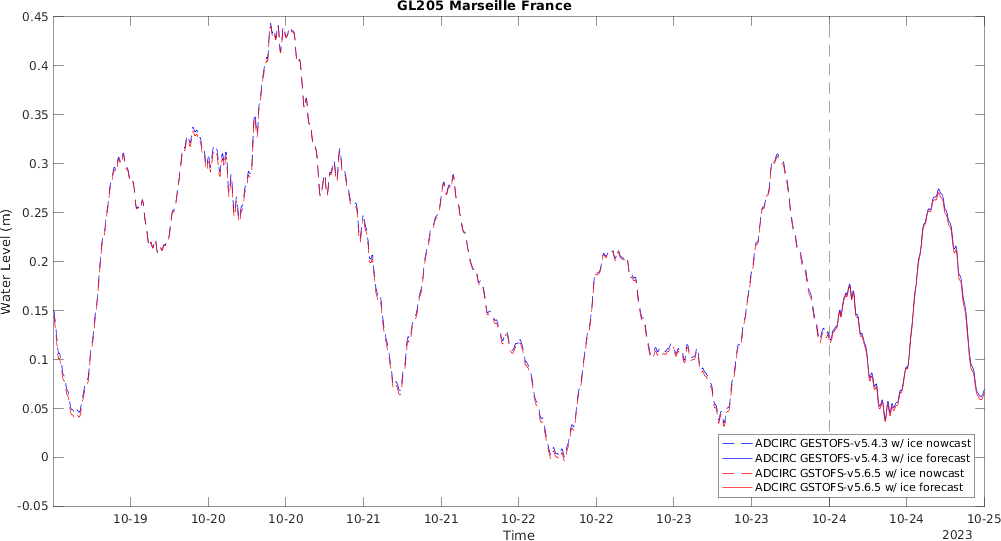 GL205 Marseille France
0.45
0.4
0.35
0.3
0.25
0.2
0.15
0.1
0.05
0
-0.05
Water Level (m)
ADCIRC GESTOFS-v5.4.3 w/ ice nowcast
ADCIRC GESTOFS-v5.4.3 w/ ice forecast
ADCIRC GSTOFS-v5.6.5 w/ ice nowcast
ADCIRC GSTOFS-v5.6.5 w/ ice forecast
10-19 10-20 10-20 10-21 10-21 10-22 10-22 10-23 10-23 10-24 10-24 10-25
Time 2023